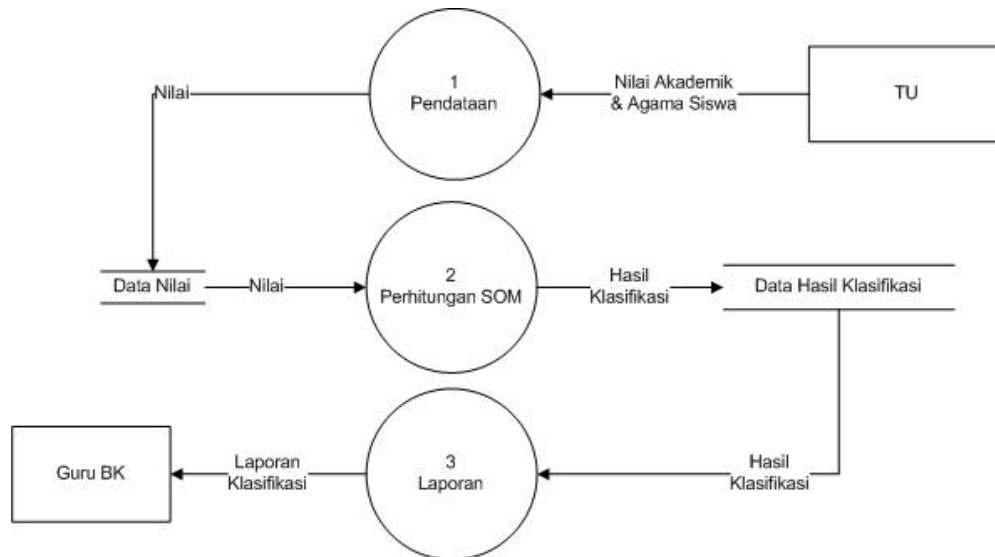 1
Pendataan
Nilai
Nilai Akademik
& Agama Siswa
TU
Data Nilai
Nilai
2
Perhitungan SOM
Hasil
Klasifikasi
Data Hasil Klasifikasi
Guru BK
Laporan
Klasifikasi
3
Laporan
Hasil
Klasifikasi